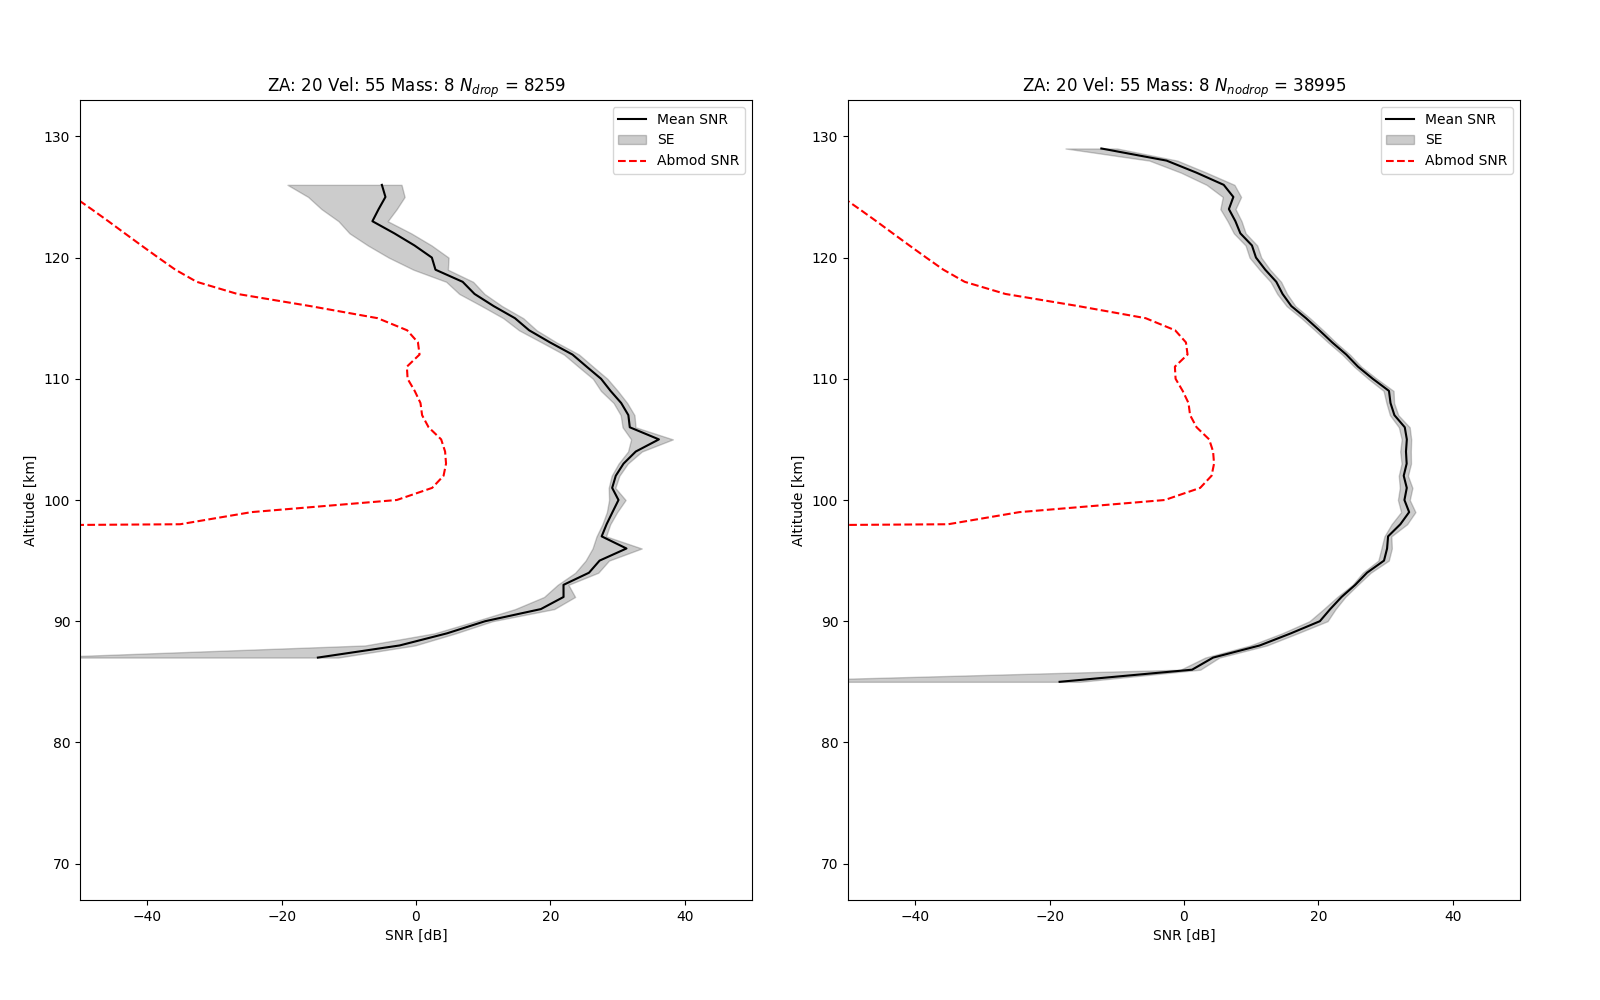 ZA: 20 Vel: 55 Mass: 8 N_drop = 8259
Mean SNR
SE
Abmod SNR
130
120
110
100
90
80
70
Altitude [km]
−40
−20
0
20
40
SNR [dB]
ZA: 20 Vel: 55 Mass: 8 N_nodrop = 38995
Mean SNR
SE
Abmod SNR
130
120
110
100
90
80
70
Altitude [km]
−40
−20
0
20
40
SNR [dB]